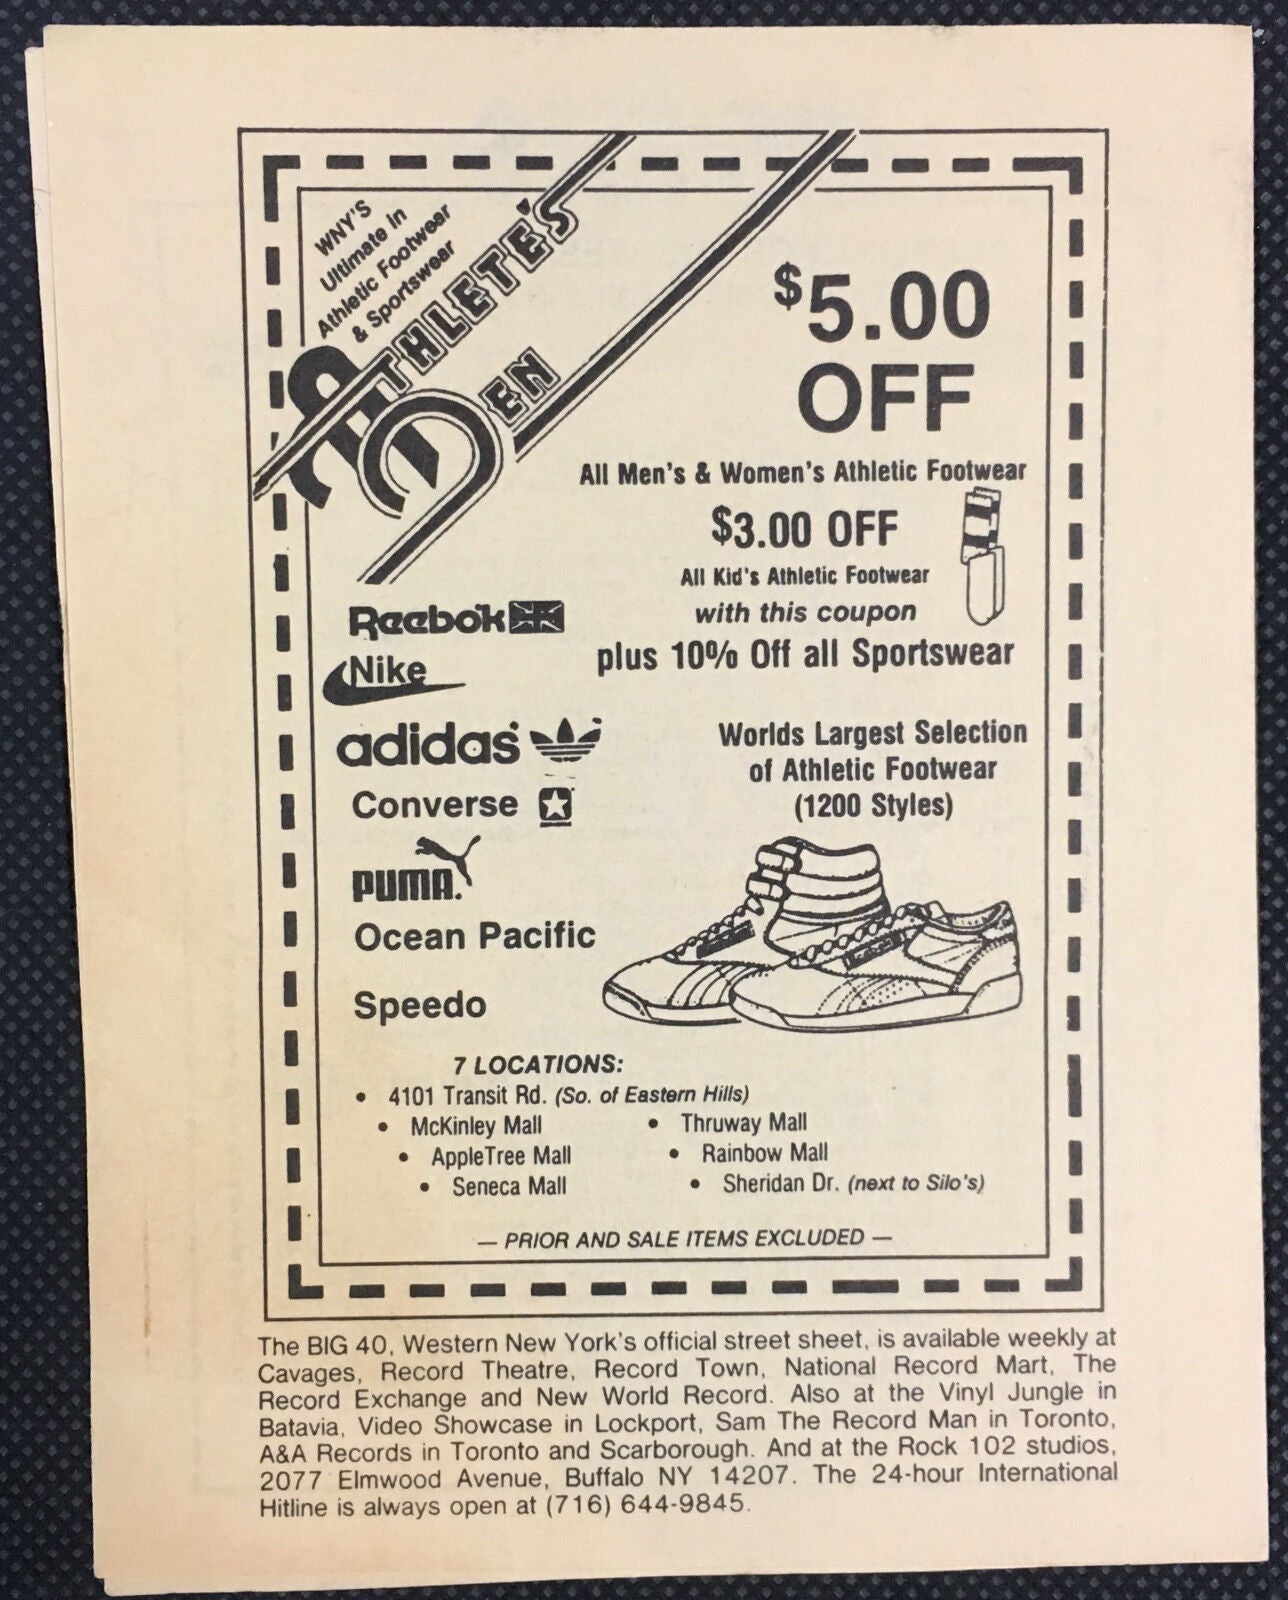 WNY'S
Ultimate in
Athletic Footwear
& Sportswear
ATHLETE'S
DEN
$5.00
OFF
All Men's & Women's Athletic Footwear
$3.00 OFF
All Kid's Athletic Footwear
with this coupon
plus 10% Off all Sportswear
Reebok
Nike
adidas
Converse
PUMA.
Ocean Pacific
Speedo
Worlds Largest Selection
of Athletic Footwear
(1200 Styles)
7 LOCATIONS:
• 4101 Transit Rd. (So. of Eastern Hills)
• McKinley Mall
• Thruway Mall
• AppleTree Mall
• Rainbow Mall
• Seneca Mall
• Sheridan Dr. (next to Silo's)
— PRIOR AND SALE ITEMS EXCLUDED —
The BIG 40, Western New York's official street sheet, is available weekly at
Cavages, Record Theatre, Record Town, National Record Mart, The
Record Exchange and New World Record. Also at the Vinyl Jungle in
Batavia, Video Showcase in Lockport, Sam The Record Man in Toronto,
A&A Records in Toronto and Scarborough. And at the Rock 102 studios,
2077 Elmwood Avenue, Buffalo NY 14207. The 24-hour International
Hitline is always open at (716) 644-9845.